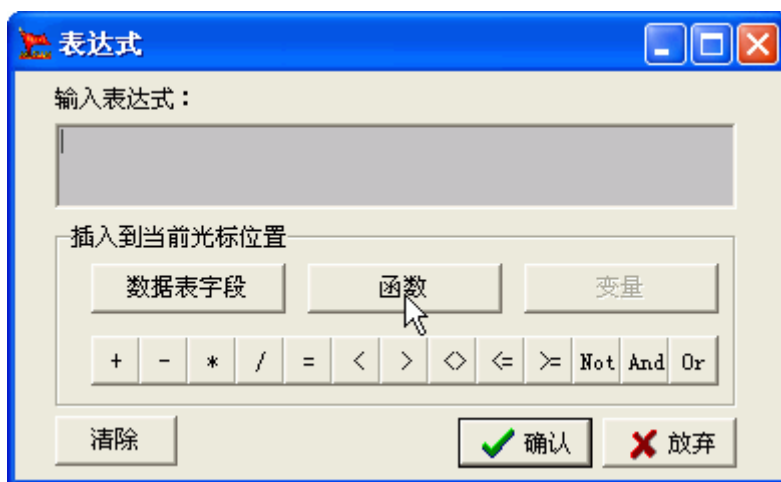 表达式
输入表达式：
插入到当前光标位置
数据表字段 函数 变量
+ - * / = < > <> <= >= Not And Or
清除 确认 放弃